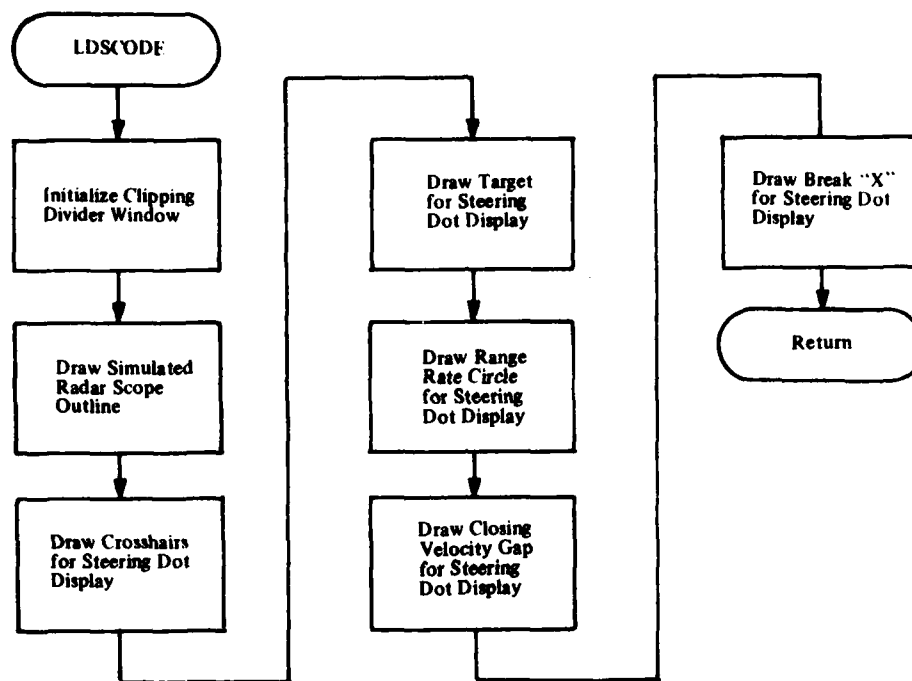 LDSCODE
Initialize Clipping
Divider Window
Draw Simulated
Radar Scope
Outline
Draw Crosshairs
for Steering Dot
Display
Draw Target
for Steering
Dot Display
Draw Range
Rate Circle
for Steering
Dot Display
Draw Closing
Velocity Gap
for Steering
Dot Display
Draw Break "X"
for Steering Dot
Display
Return